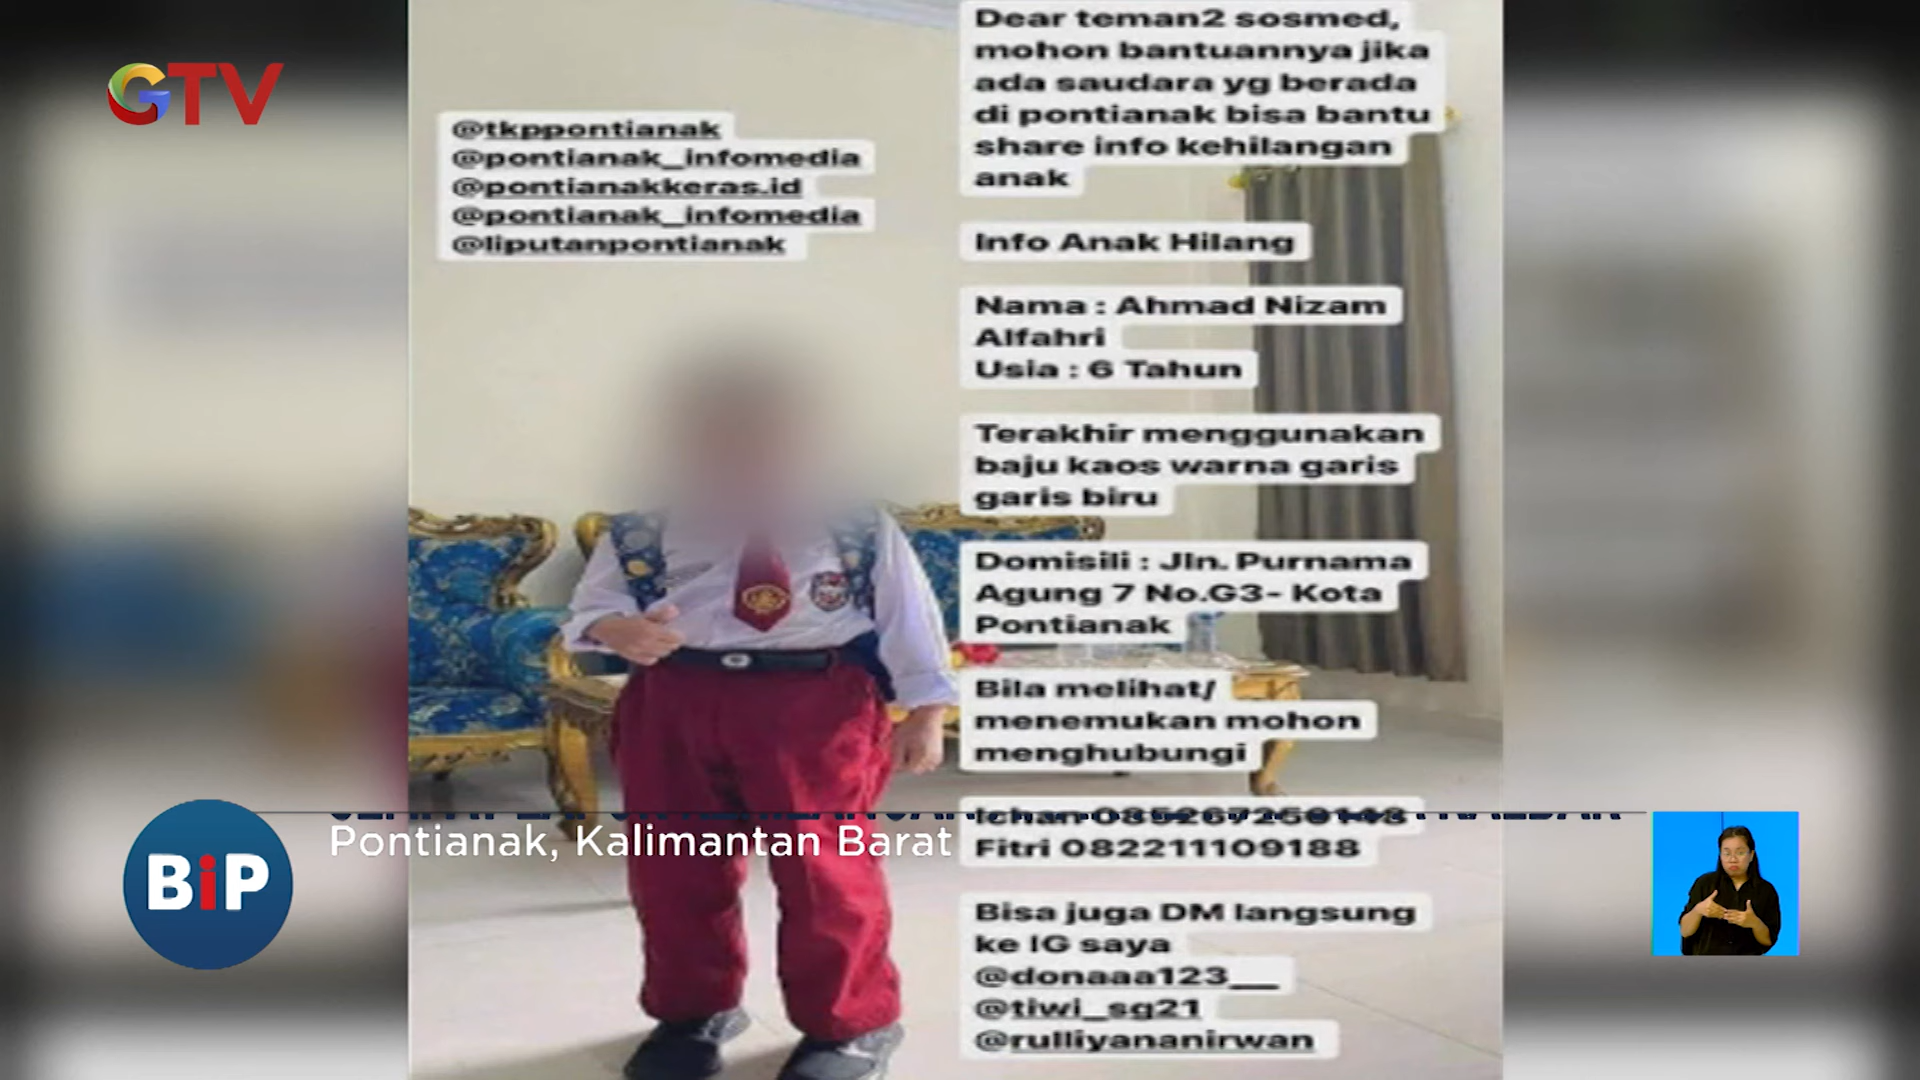 GTV
@tkppontianak
@pontianak_infomedia
@pontianakkeras.id
@pontianak_infomedia
@liputanpontianak
Dear teman2 sosmed,
mohon bantuannya jika
ada saudara yg berada
di pontianak bisa bantu
share info kehilangan
anak
Info Anak Hilang
Nama : Ahmad Nizam
Alfahri
Usia : 6 Tahun
Terakhir menggunakan
baju kaos warna garis
garis biru
Domisili : Jln. Purnama
Agung 7 No.G3- Kota
Pontianak
Bila melihat/
menemukan mohon
menghubungi
Ichan
Fitri 082211109188
Bisa juga DM langsung
ke IG saya
@donaaa123__
@tiwi_sg21
@rulliyananirwan
BiP
Pontianak, Kalimantan Barat